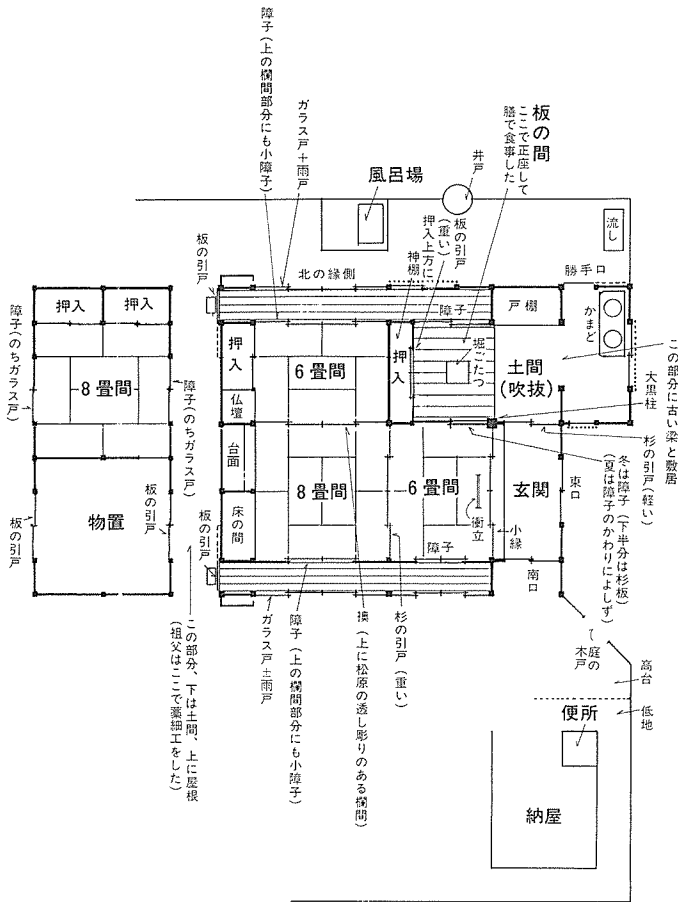 障子(上の欄間部分にも小障子)
ガラス戸+雨戸
風呂場
井戸
板の間
ここで正座して
膳で食事した
流し
勝手口
板の引戸
(重い)
押入上方に
神棚
板の引戸
北の縁側
障子
戸棚
かまど
押入
押入
障子(のちガラス戸)
8畳間
障子(のちガラス戸)
押入
仏壇
台面
床の間
6畳間
押入
堀ごたつ
土間
(吹抜)
大黒柱
この部分に古い梁と敷居
杉の引戸(軽い)
冬は障子(下半分は杉板)
(夏は障子のかわりによしず)
8畳間
6畳間
衝立
障子
小縁
玄関
東口
南口
物置
板の引戸
板の引戸
板の引戸
この部分、下は土間、上に屋根
(祖父はここで藁細工をした)
ガラス戸±雨戸
障子(上の欄間部分にも小障子)
襖(上に松原の透し彫りのある欄間)
杉の引戸(重い)
庭の
木戸
高台
低地
便所
納屋